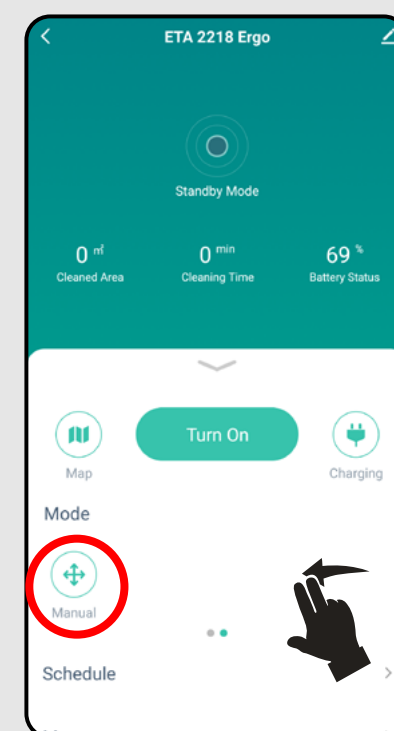 ETA 2218 Ergo
Standby Mode
0 ㎡ 0 min 69 %
Cleaned Area Cleaning Time Battery Status
Turn On
Map Charging
Mode
Manual
Schedule